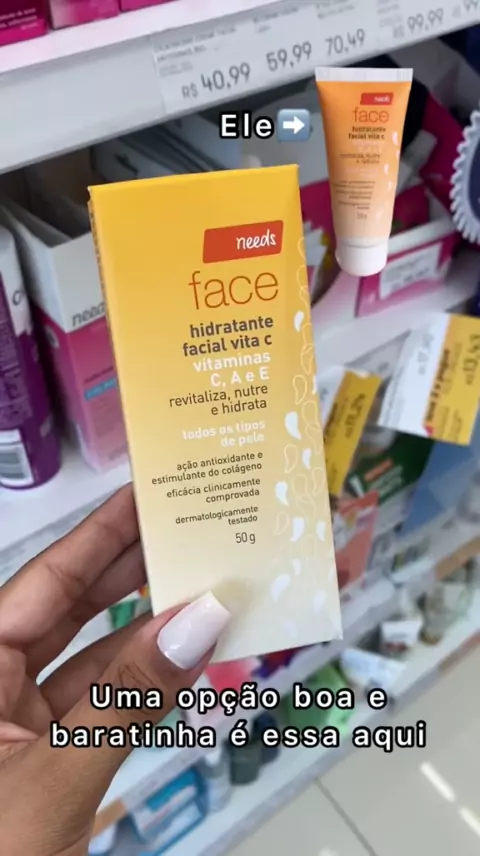 R$ 40,99
59,99
70,49
R$ 99,99
Ele➡️
needs
face
hidratante
facial vita c
needs
face
hidratante
facial vita c
vitaminas
C, A e E
revitaliza, nutre
e hidrata
todos os tipos
de pele
ação antioxidante e
estimulante do colágeno
eficácia clinicamente
comprovada
dermatologicamente
testado
50 g
Uma opção boa e
baratinha é essa aqui